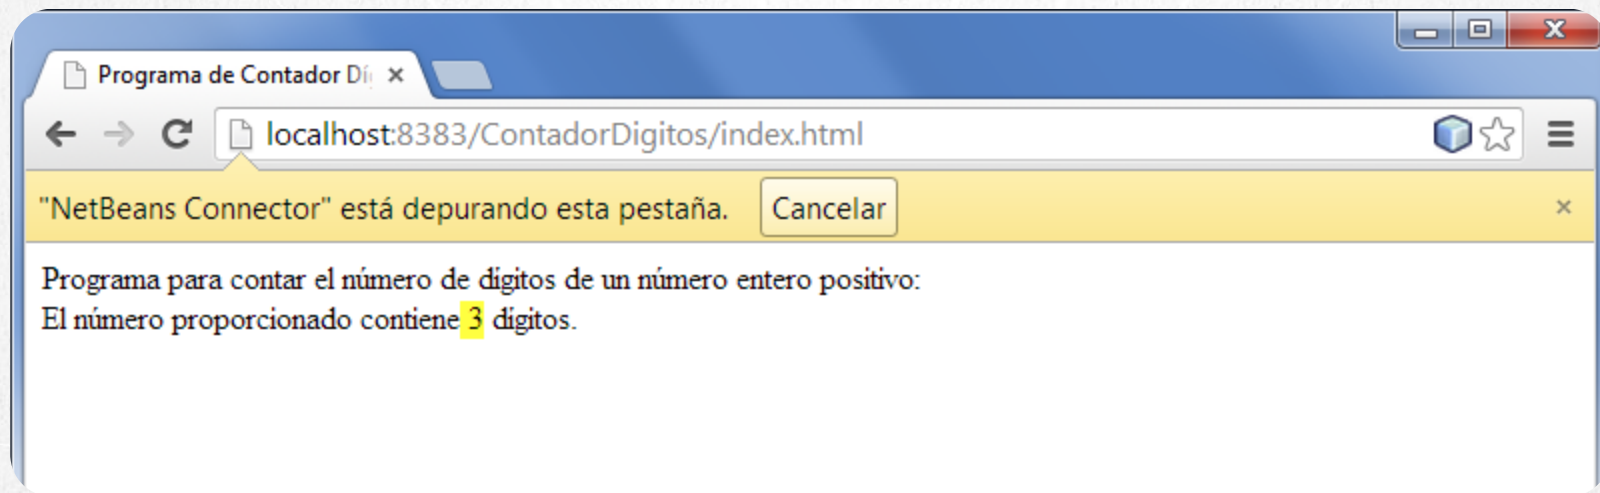 Programa de Contador Dí
localhost:8383/ContadorDigitos/index.html
"NetBeans Connector" está depurando esta pestaña. Cancelar
Programa para contar el número de dígitos de un número entero positivo:
El número proporcionado contiene 3 dígitos.